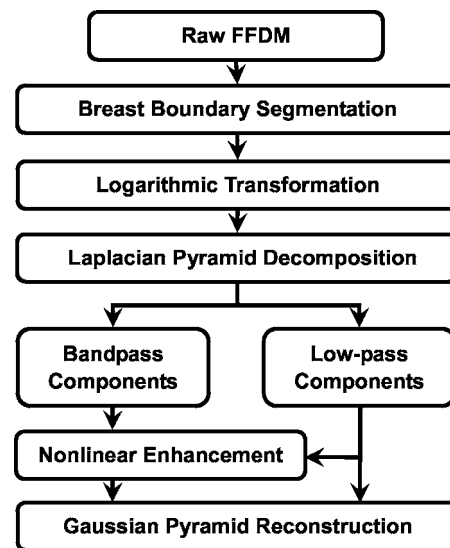 Raw FFDM
Breast Boundary Segmentation
Logarithmic Transformation
Laplacian Pyramid Decomposition
Bandpass
Components
Low-pass
Components
Nonlinear Enhancement
Gaussian Pyramid Reconstruction